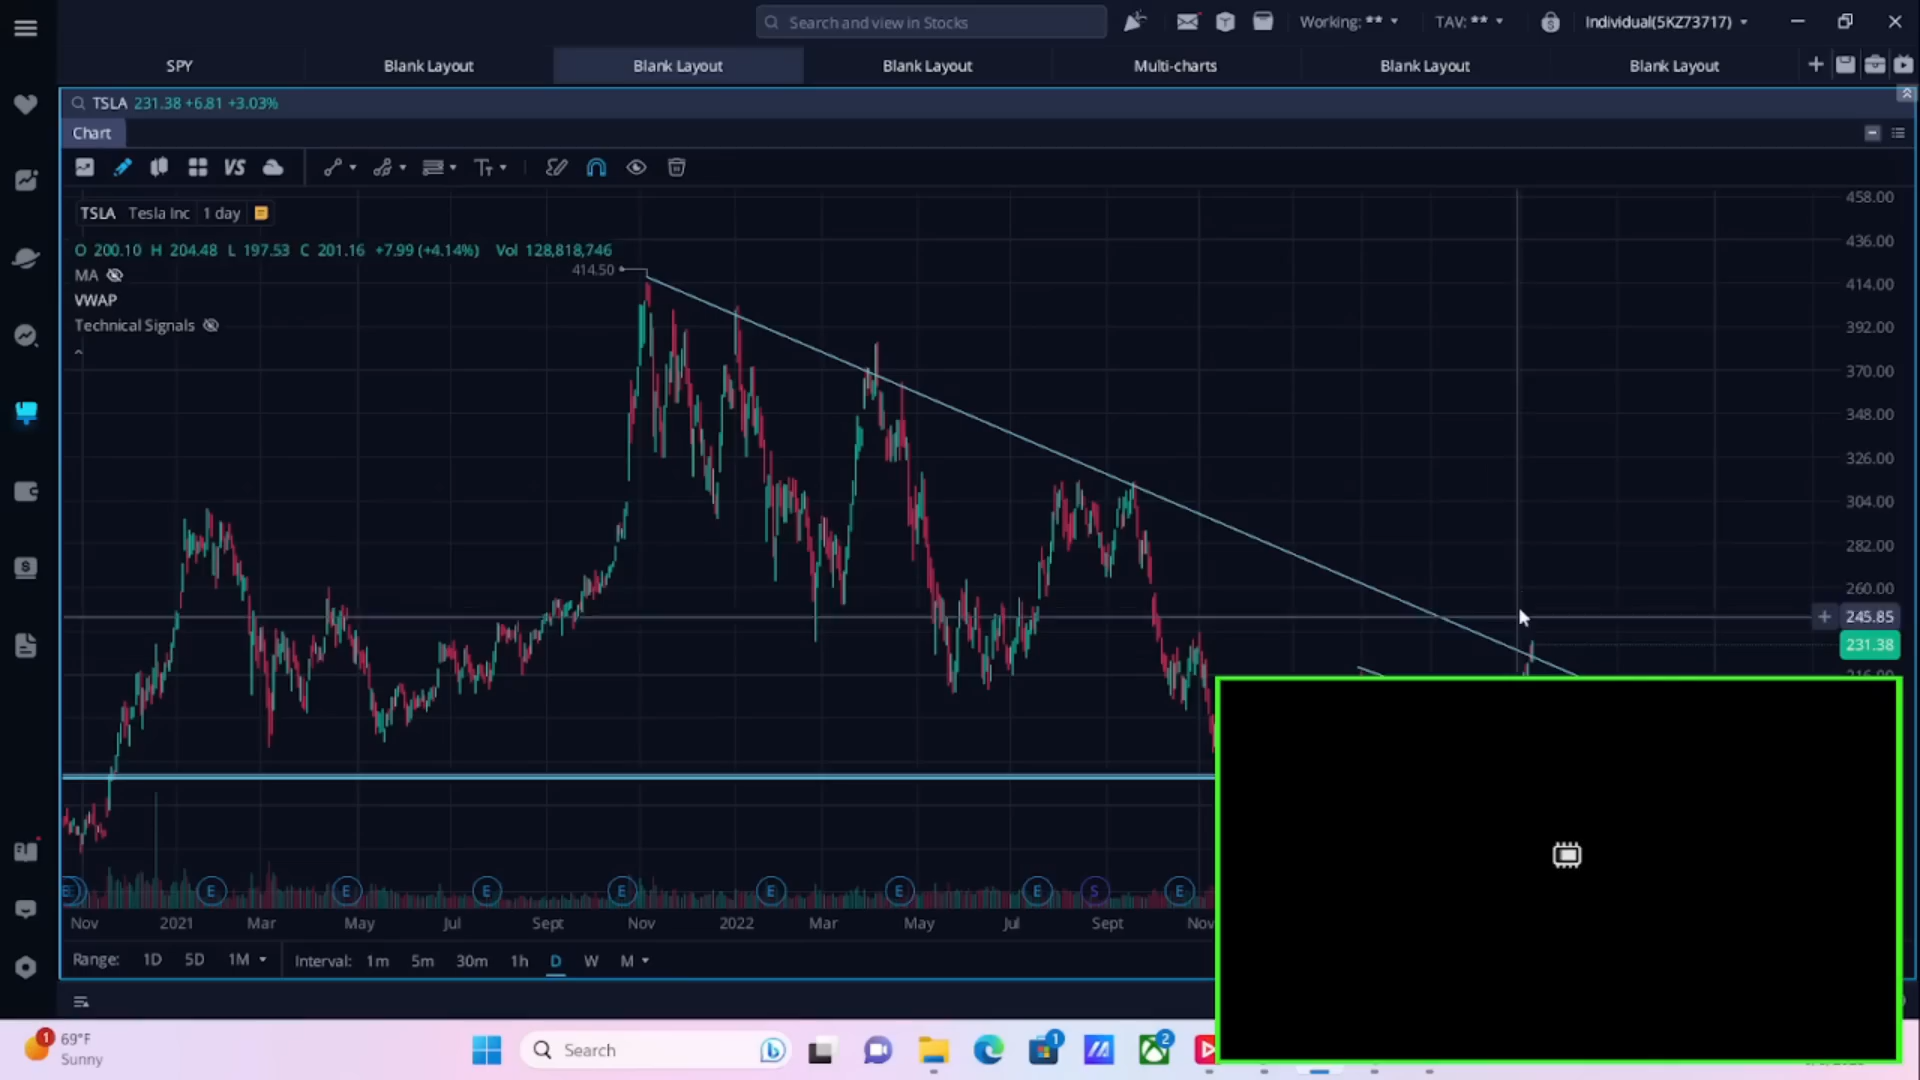 Search and view in Stocks
Working: **
TAV: **
Individual(5KZ73717)
SPY
Blank Layout
Blank Layout
Blank Layout
Multi-charts
Blank Layout
Blank Layout
TSLA 231.38 +6.81 +3.03%
Chart
VS
Tт
TSLA Tesla Inc 1 day
O 200.10 H 204.48 L 197.53 C 201.16 +7.99 (+4.14%) Vol 128,818,746
MA
VWAP
Technical Signals
414.50
458.00
436.00
414.00
392.00
370.00
348.00
326.00
304.00
282.00
260.00
245.85
231.38
E E E E E E E E S E
Nov 2021 Mar May Jul Sept Nov 2022 Mar May Jul Sept Nov
Range: 1D 5D 1M
Interval: 1m 5m 30m 1h D W M
1
69°F
Sunny
Search
1
2